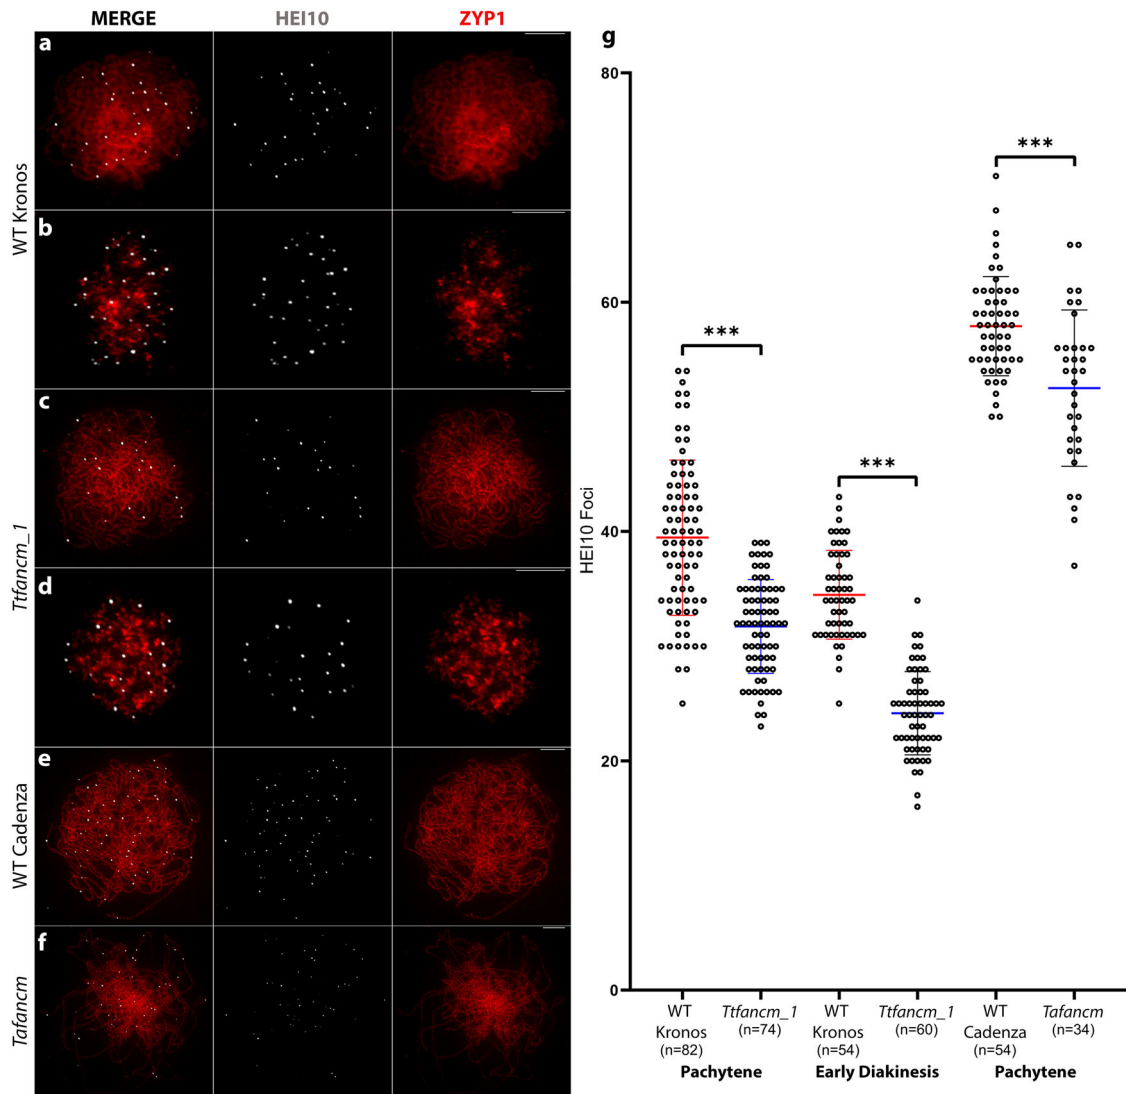 MERGE HEI10 ZYP1
a
b
c
d
e
f
WT Kronos
Ttfancm_1
WT Cadenza
Tafancm
g
HEI10 Foci
80
60
40
20
0
***
***
***
WT Kronos (n=82)
Ttfancm_1 (n=74)
WT Kronos (n=54)
Ttfancm_1 (n=60)
WT Cadenza (n=54)
Tafancm (n=34)
Pachytene
Early Diakinesis
Pachytene